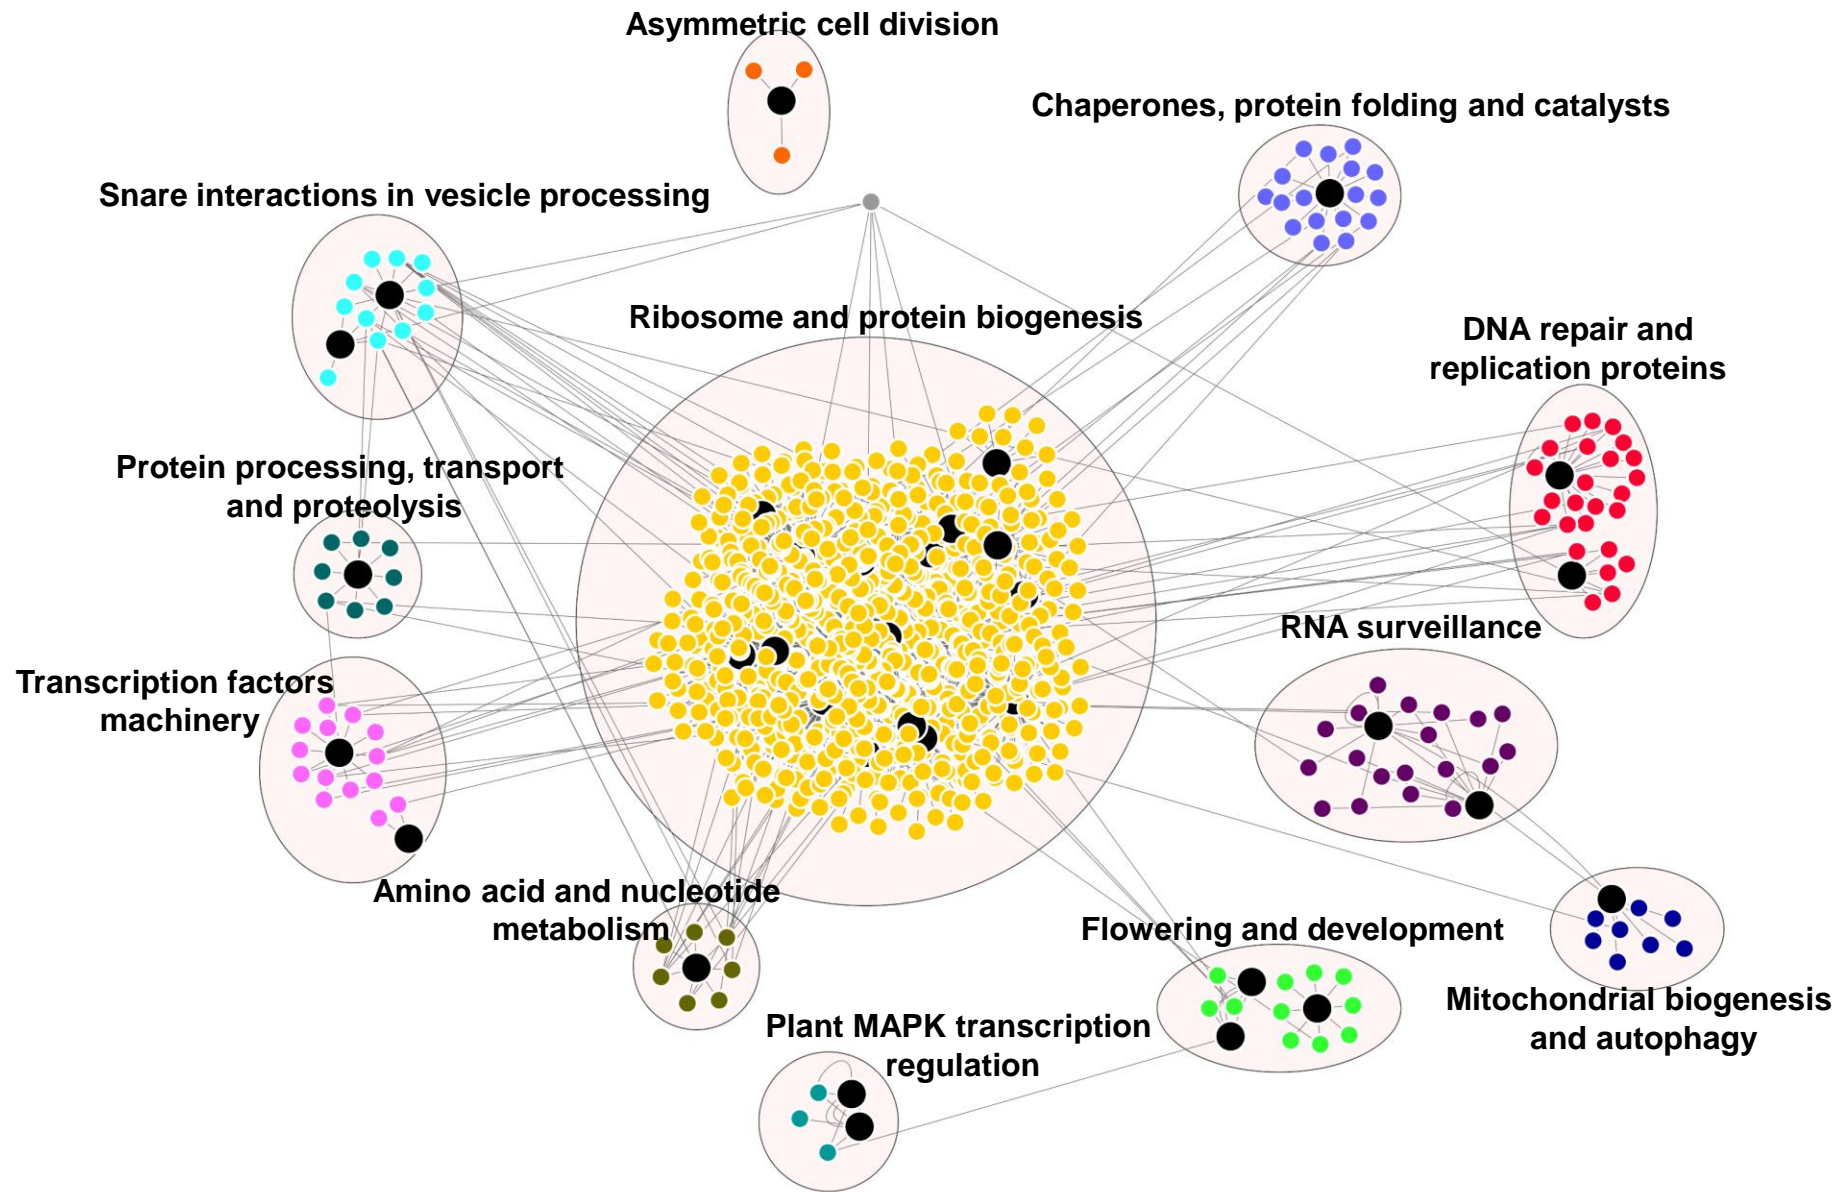 Asymmetric cell division
Chaperones, protein folding and catalysts
Snare interactions in vesicle processing
Ribosome and protein biogenesis
DNA repair and
replication proteins
Protein processing, transport
and proteolysis
RNA surveillance
Transcription factors
machinery
Amino acid and nucleotide
metabolism
Flowering and development
Mitochondrial biogenesis
and autophagy
Plant MAPK transcription
regulation